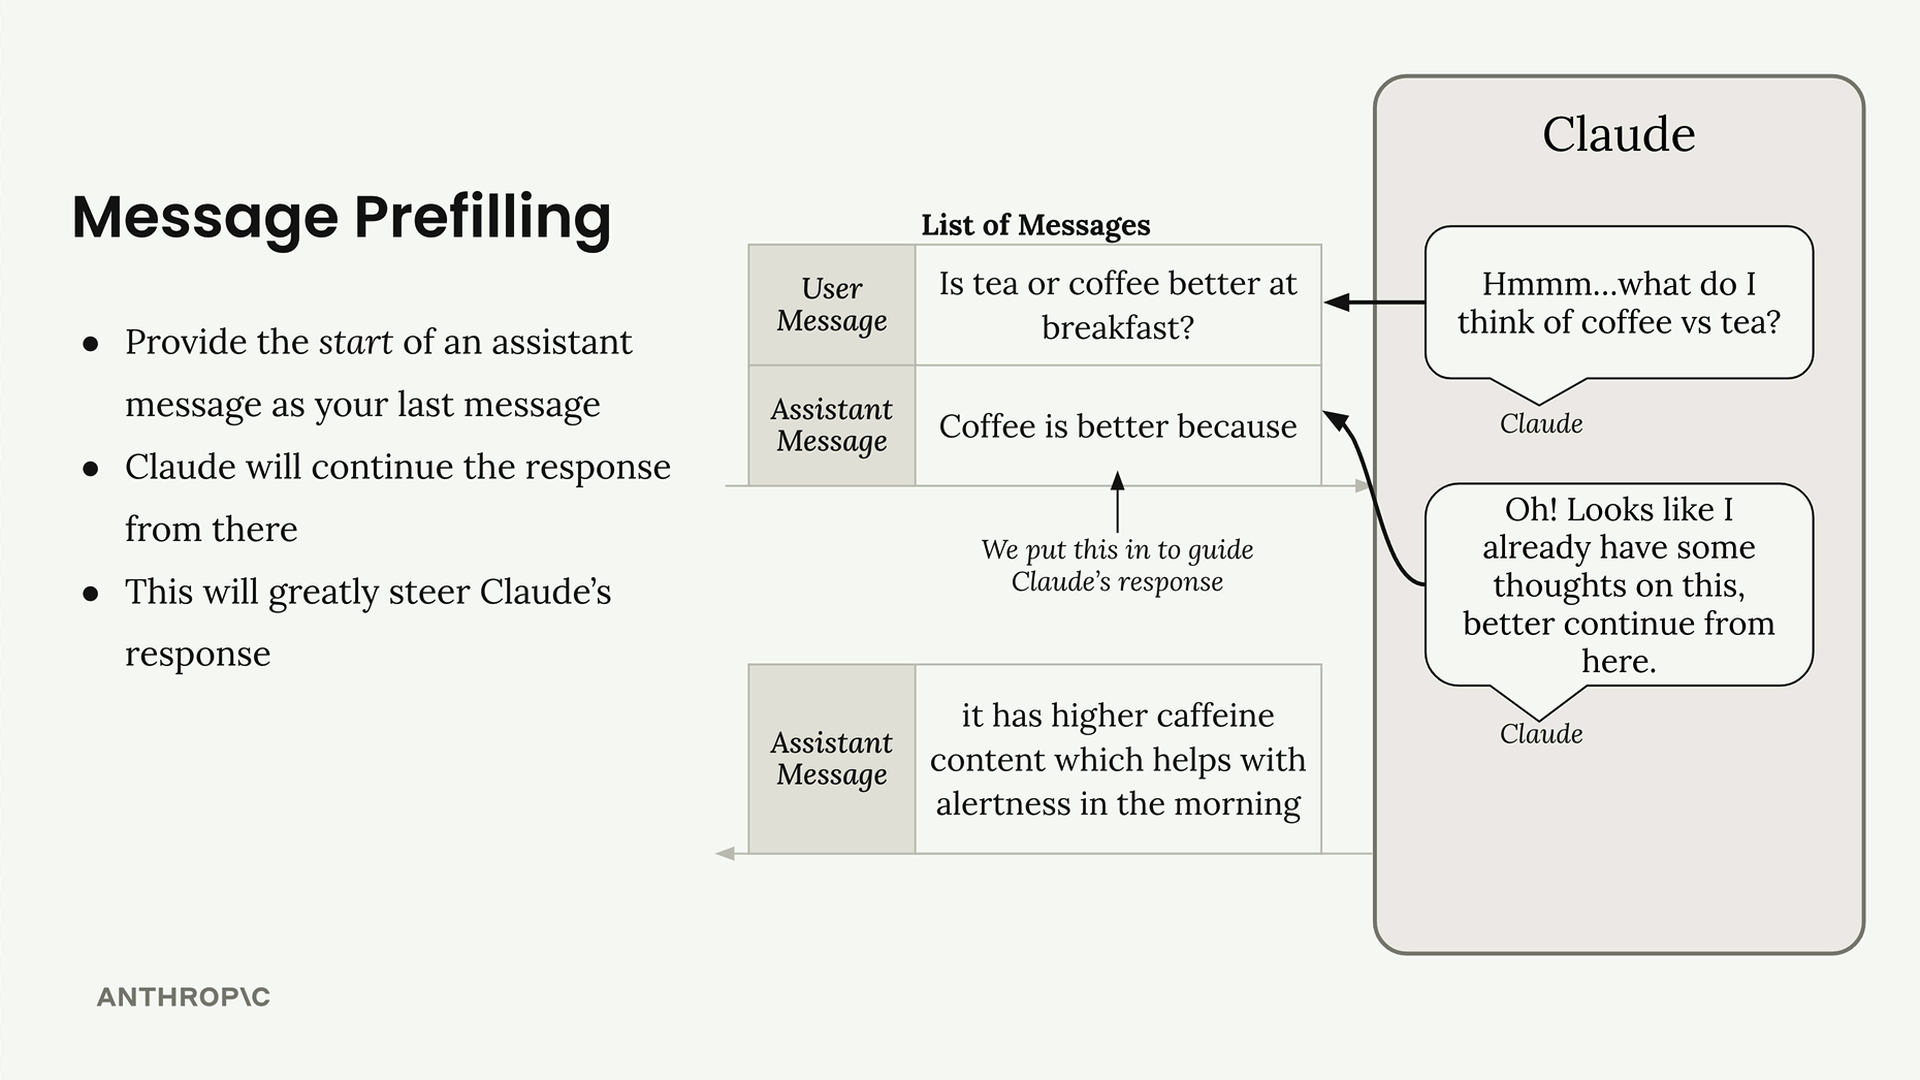 Message Prefilling
● Provide the start of an assistant
message as your last message
● Claude will continue the response
from there
● This will greatly steer Claude’s
response
List of Messages
User
Message
Is tea or coffee better at
breakfast?
Assistant
Message
Coffee is better because
We put this in to guide
Claude’s response
Assistant
Message
it has higher caffeine
content which helps with
alertness in the morning
Claude
Hmmm...what do I
think of coffee vs tea?
Claude
Oh! Looks like I
already have some
thoughts on this,
better continue from
here.
Claude
ANTHROP\C